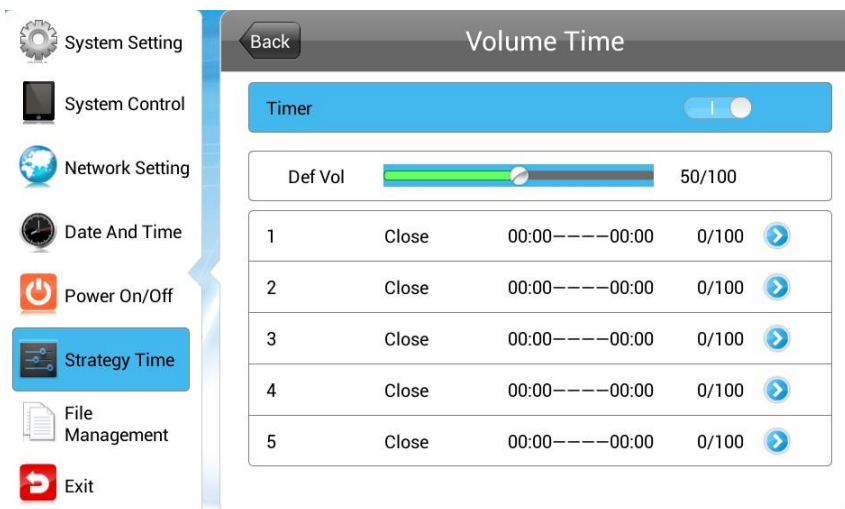 System Setting
System Control
Network Setting
Date And Time
Power On/Off
Strategy Time
File
Management
Exit
Back
Volume Time
Timer
Def Vol 50/100
1 Close 00:00----00:00 0/100
2 Close 00:00----00:00 0/100
3 Close 00:00----00:00 0/100
4 Close 00:00----00:00 0/100
5 Close 00:00----00:00 0/100